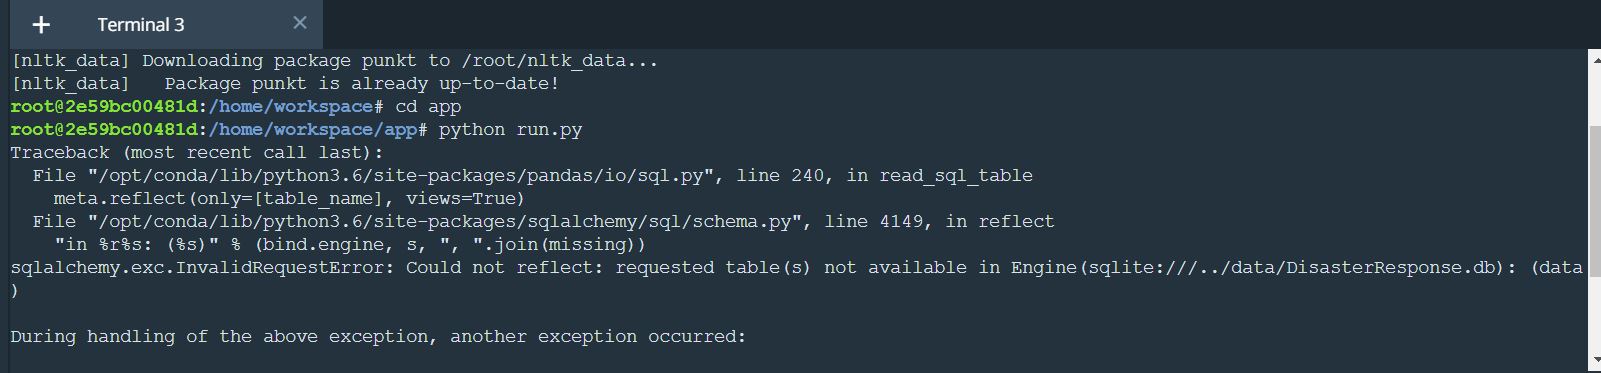 + Terminal 3 ×
[nltk_data] Downloading package punkt to /root/nltk_data...
[nltk_data]   Package punkt is already up-to-date!
root@2e59bc00481d:/home/workspace# cd app
root@2e59bc00481d:/home/workspace/app# python run.py
Traceback (most recent call last):
  File "/opt/conda/lib/python3.6/site-packages/pandas/io/sql.py", line 240, in read_sql_table
    meta.reflect(only=[table_name], views=True)
  File "/opt/conda/lib/python3.6/site-packages/sqlalchemy/sql/schema.py", line 4149, in reflect
    "in %r%s: (%s)" % (bind.engine, s, ", ".join(missing))
sqlalchemy.exc.InvalidRequestError: Could not reflect: requested table(s) not available in Engine(sqlite:///../data/DisasterResponse.db): (data
)
During handling of the above exception, another exception occurred: